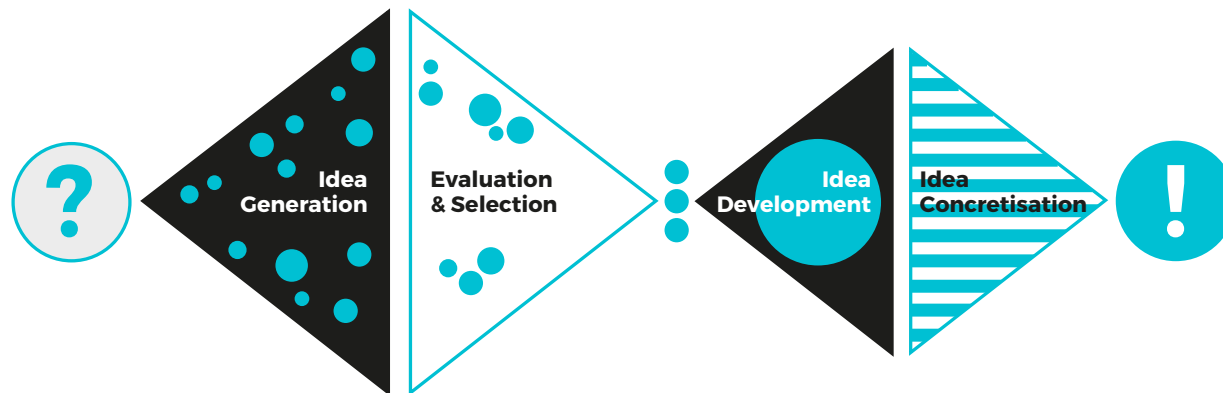 ?
Idea
Generation
Evaluation
& Selection
Idea
Development
Idea
Concretisation
!